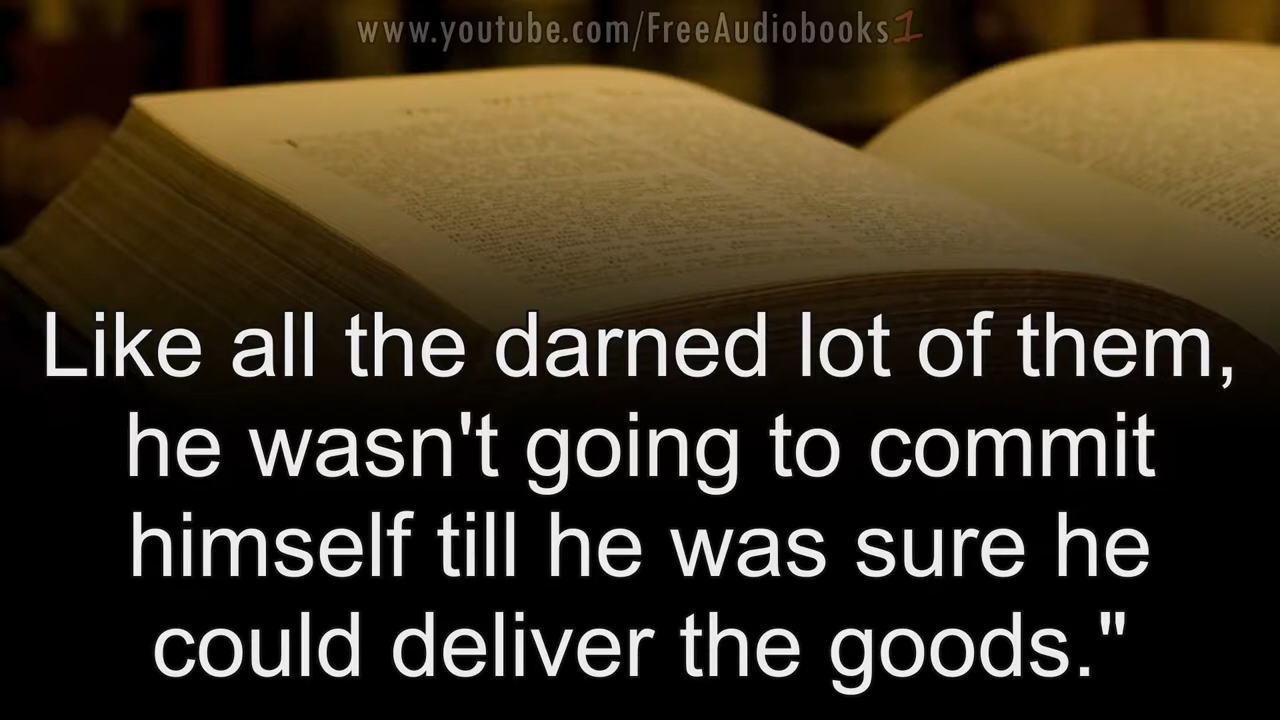 www.youtube.com/FreeAudiobooks1
Like all the darned lot of them,
he wasn't going to commit
himself till he was sure he
could deliver the goods."